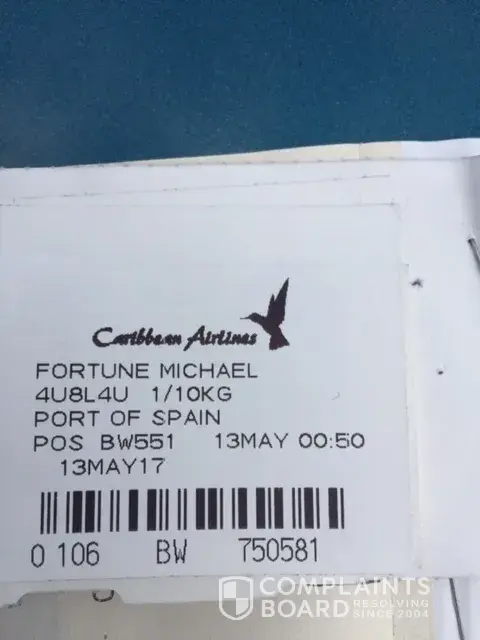 Caribbean Airlines
FORTUNE MICHAEL
4U8L4U 1/10KG
PORT OF SPAIN
POS BW551 13MAY 00:50
13MAY17
0 106 BW 750581
COMPLAINTS
BOARD RESOLVING
SINCE 2004